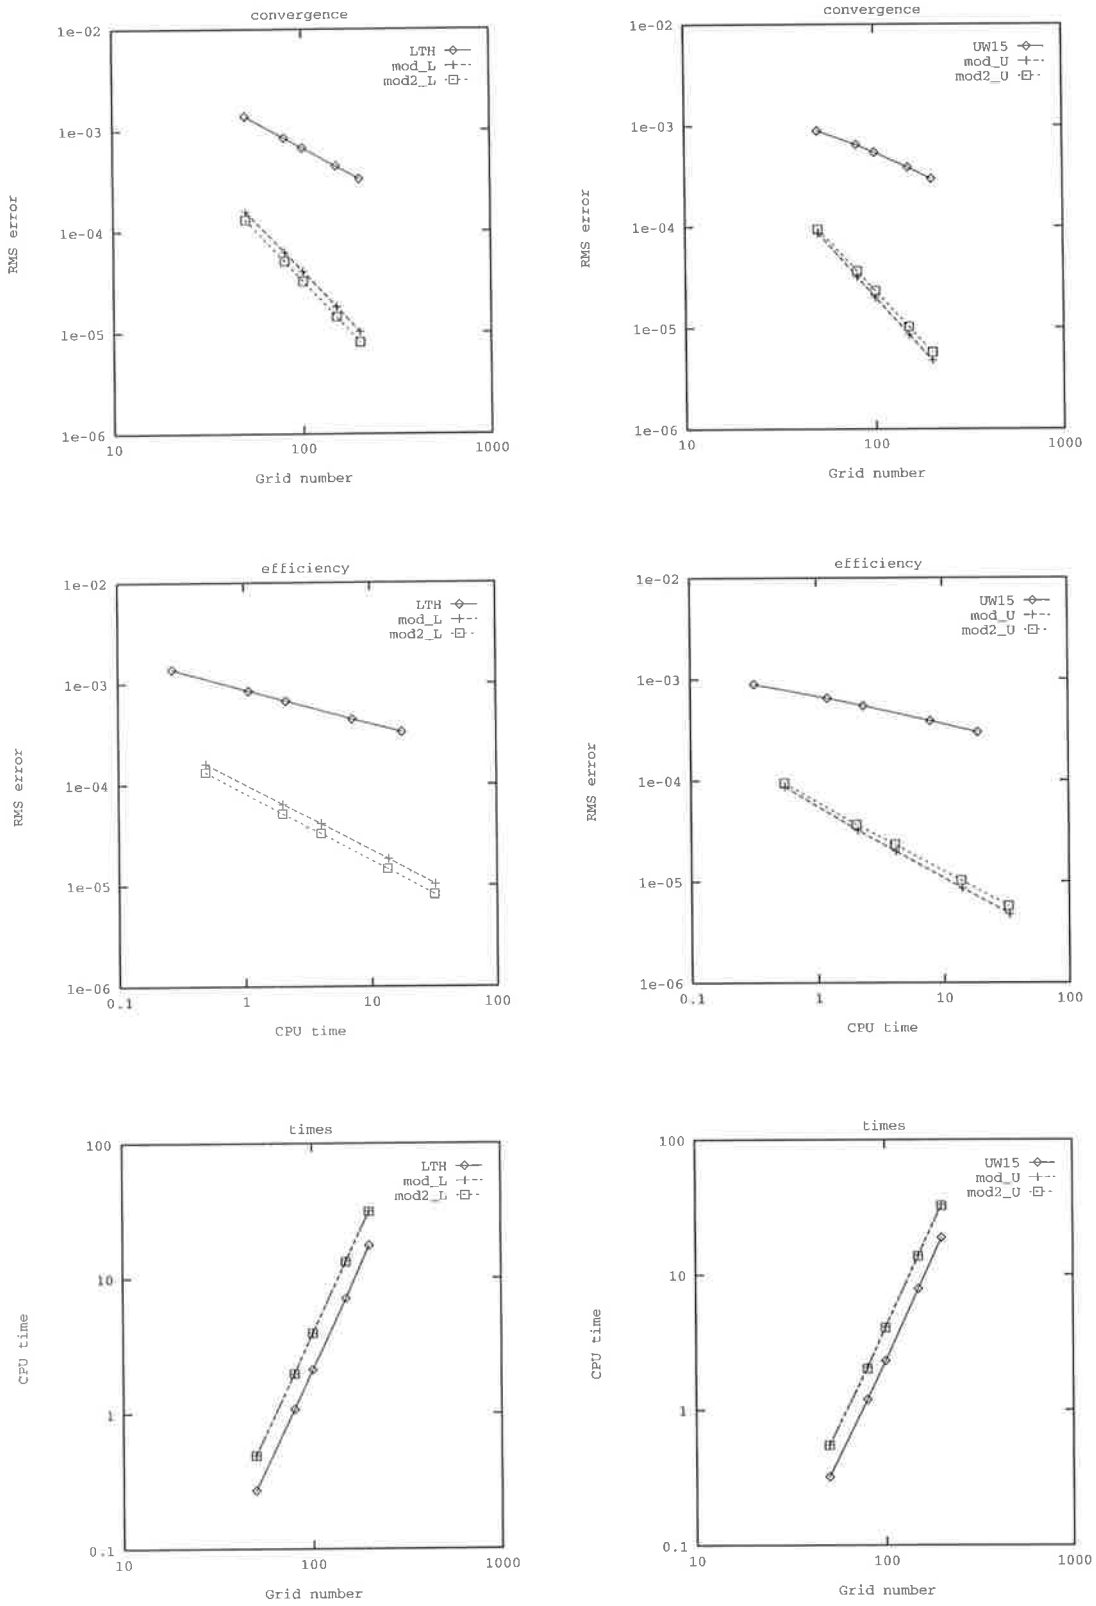 convergence
1e-02
LTH
mod_L
mod2_L
1e-03
RMS error
1e-04
1e-05
1e-06
10
100
1000
Grid number
convergence
1e-02
UW15
mod_U
mod2_U
1e-03
RMS error
1e-04
1e-05
1e-06
10
100
1000
Grid number
efficiency
1e-02
LTH
mod_L
mod2_L
1e-03
RMS error
1e-04
1e-05
1e-06
0.1
1
10
100
CPU time
efficiency
1e-02
UW15
mod_U
mod2_U
1e-03
RMS error
1e-04
1e-05
1e-06
0.1
1
10
100
CPU time
times
100
LTH
mod_L
mod2_L
10
CPU time
1
0.1
10
100
1000
Grid number
times
100
UW15
mod_U
mod2_U
10
CPU time
1
0.1
10
100
1000
Grid number